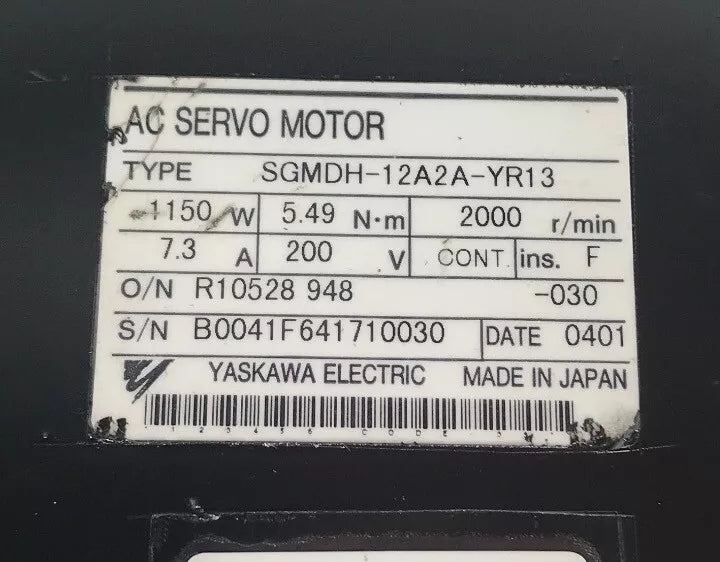 AC SERVO MOTOR
TYPE SGMDH-12A2A-YR13
1150 W 5.49 N·m 2000 r/min
7.3 A 200 V CONT. ins. F
O/N R10528 948 -030
S/N B0041F641710030 DATE 0401
YASKAWA ELECTRIC MADE IN JAPAN